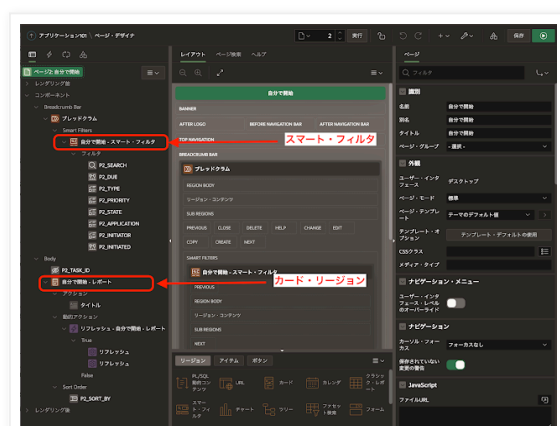 アプリケーション101 \ ページ・デザイナ
2
実行
保存
ページ2: 自分で開始
レンダリング前
コンポーネント
Breadcrumb Bar
ブレッドクラム
Smart Filters
自分で開始 - スマート・フィルタ
フィルタ
P2_SEARCH
P2_DUE
P2_TYPE
P2_PRIORITY
P2_STATE
P2_APPLICATION
P2_INITIATOR
P2_INITIATED
Body
P2_TASK_ID
自分で開始 - レポート
アクション
タイトル
動的アクション
リフレッシュ - 自分で開始 - レポート
True
リフレッシュ
リフレッシュ
False
Sort Order
P2_SORT_BY
レンダリング後
レイアウト
ページ検索
ヘルプ
自分で開始
BANNER
AFTER LOGO
BEFORE NAVIGATION BAR
AFTER NAVIGATION BAR
TOP NAVIGATION
スマート・フィルタ
BREADCRUMB BAR
ブレッドクラム
REGION BODY
リージョン・コンテンツ
SUB REGIONS
PREVIOUS
CLOSE
DELETE
HELP
CHANGE
EDIT
COPY
CREATE
NEXT
SMART FILTERS
自分で開始 - スマート・フィルタ
カード・リージョン
PREVIOUS
REGION BODY
リージョン・コンテンツ
SUB REGIONS
NEXT
リージョン
アイテム
ボタン
PL/SQL動的コンテンツ
URL
カード
カレンダ
クラシック・レポート
スマート・フィルタ
チャート
ツリー
ファセット検索
フォーム
ページ
フィルタ
識別
名前
自分で開始
別名
自分で開始
タイトル
自分で開始
ページ・グループ
- 選択 -
外観
ユーザー・インタフェース
デスクトップ
ページ・モード
標準
ページ・テンプレート
テーマのデフォルト値
テンプレート・オプション
テンプレート・デフォルトの使用
CSSクラス
メディア・タイプ
ナビゲーション・メニュー
ユーザー・インタフェース・レベルのオーバーライド
ナビゲーション
カーソル・フォーカス
フォーカスなし
保存されていない変更の警告
JavaScript
ファイルURL